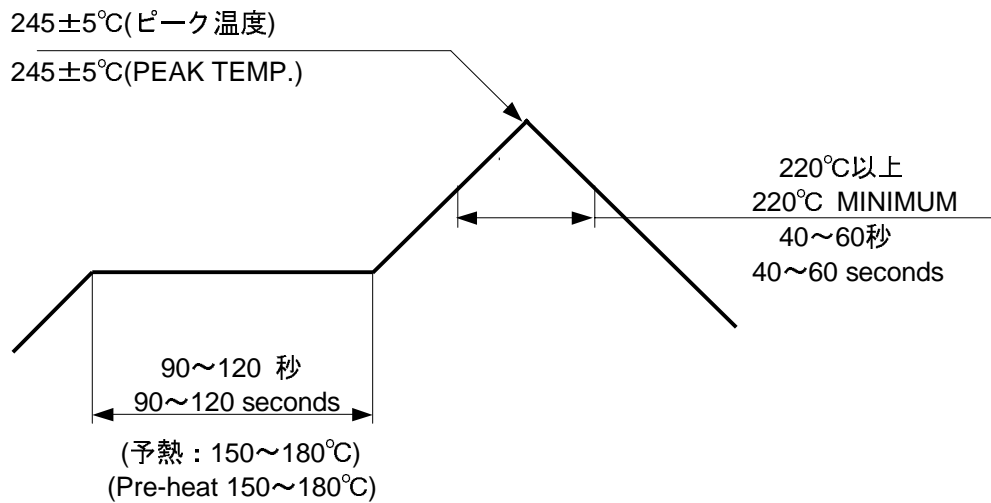 245±5℃(ピーク温度)
245±5℃(PEAK TEMP.)
220℃以上
220℃ MINIMUM
40～60秒
40～60 seconds
90～120 秒
90～120 seconds
(予熱：150～180℃)
(Pre-heat 150～180℃)